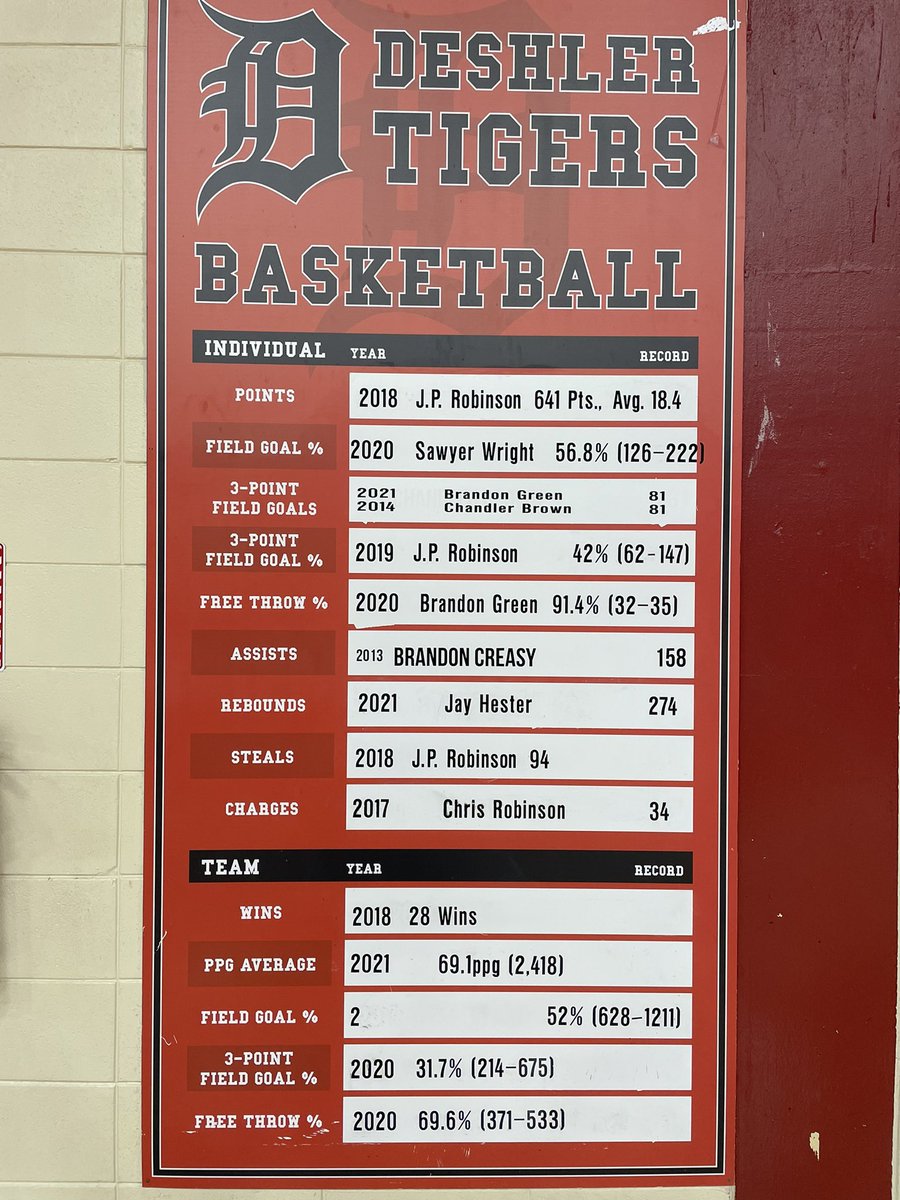 D
DESHLER
TIGERS
BASKETBALL
INDIVIDUAL YEAR RECORD
POINTS 2018 J.P. Robinson 641 Pts., Avg. 18.4
FIELD GOAL % 2020 Sawyer Wright 56.8% (126-222)
3-POINT
FIELD GOALS
2021 Brandon Green 81
2014 Chandler Brown 81
3-POINT
FIELD GOAL %
2019 J.P. Robinson 42% (62-147)
FREE THROW % 2020 Brandon Green 91.4% (32-35)
ASSISTS 2013 BRANDON CREASY 158
REBOUNDS 2021 Jay Hester 274
STEALS 2018 J.P. Robinson 94
CHARGES 2017 Chris Robinson 34
TEAM YEAR RECORD
WINS 2018 28 Wins
PPG AVERAGE 2021 69.1ppg (2,418)
FIELD GOAL % 2 52% (628-1211)
3-POINT
FIELD GOAL %
2020 31.7% (214-675)
FREE THROW % 2020 69.6% (371-533)